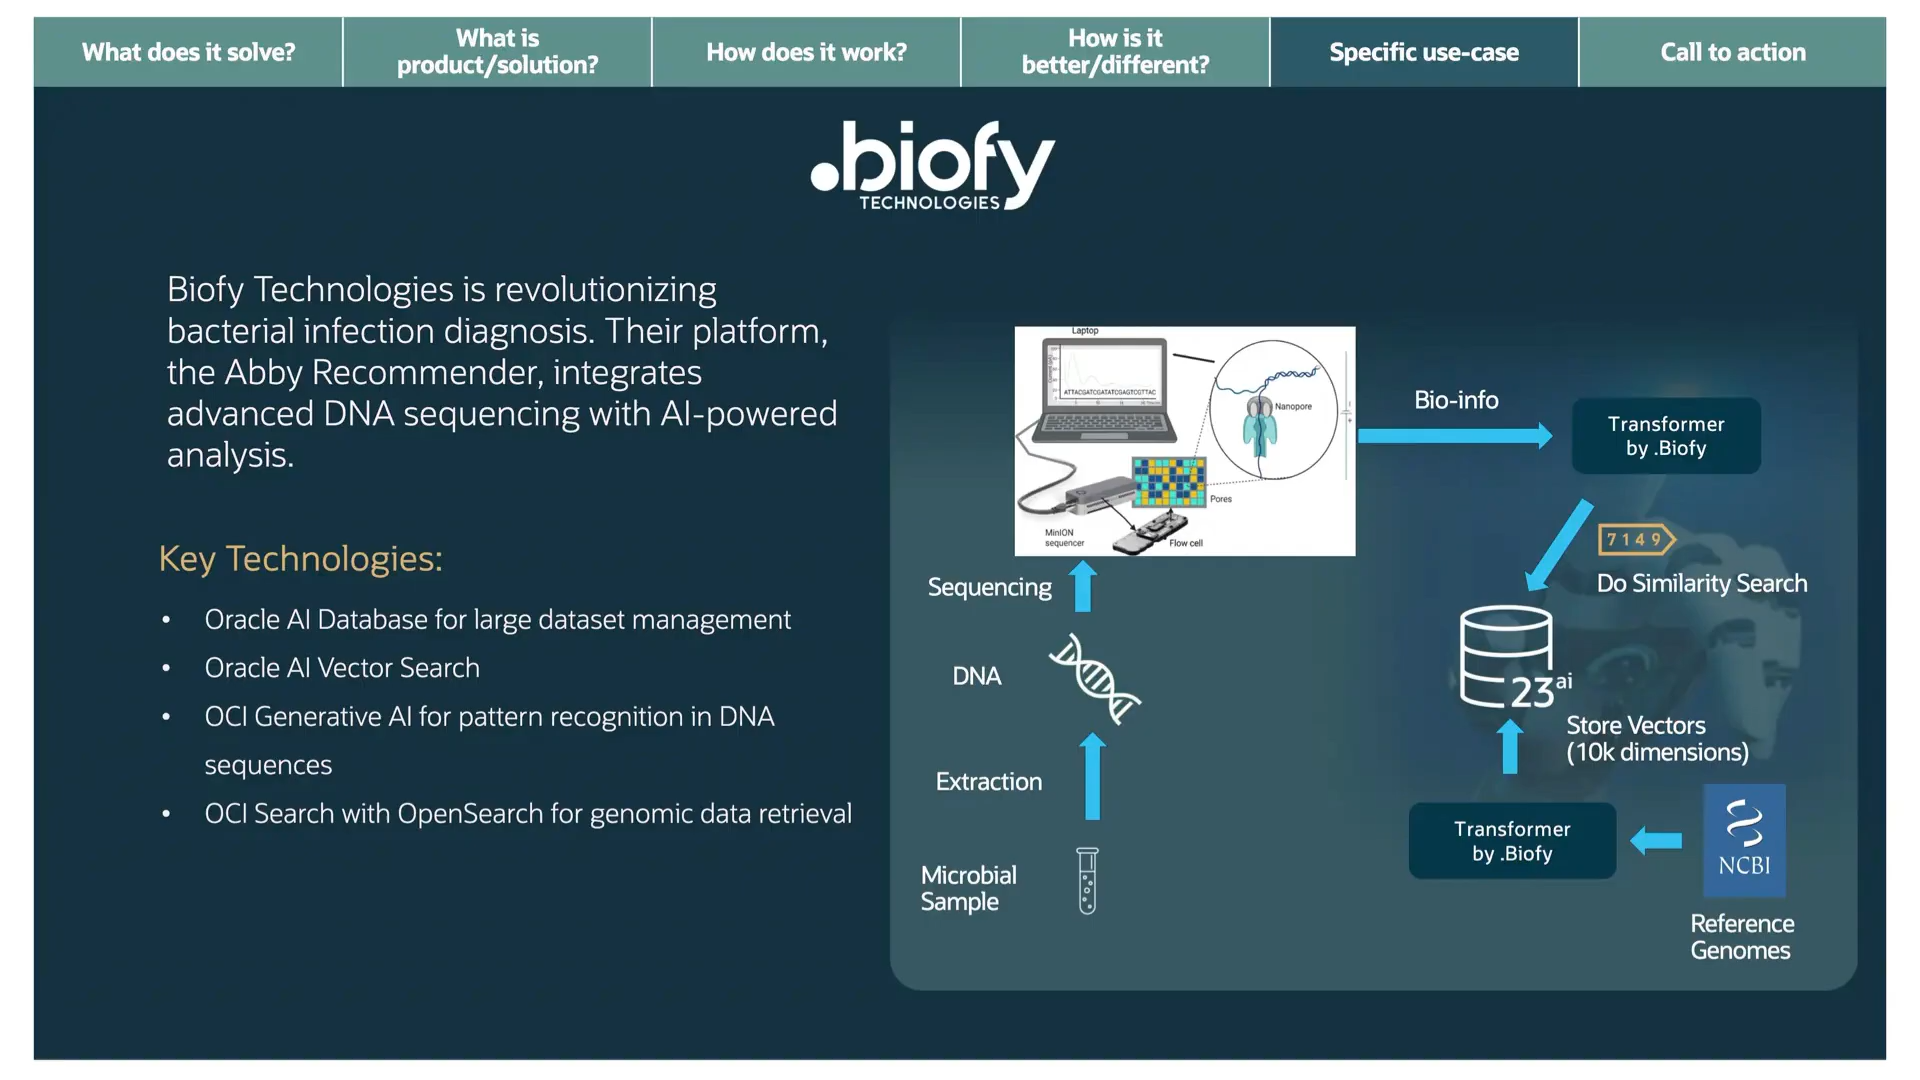 What does it solve?
What is
product/solution?
How does it work?
How is it
better/different?
Specific use-case
Call to action
.biofy
TECHNOLOGIES
Biofy Technologies is revolutionizing
bacterial infection diagnosis. Their platform,
the Abby Recommender, integrates
advanced DNA sequencing with AI-powered
analysis.
Key Technologies:
• Oracle AI Database for large dataset management
• Oracle AI Vector Search
• OCI Generative AI for pattern recognition in DNA
sequences
• OCI Search with OpenSearch for genomic data retrieval
Laptop
ATTACGATCGATATCGAGTCGTTAC
Nanopore
Pores
MinION
sequencer
Flow cell
Bio-info
Transformer
by .Biofy
7149
Do Similarity Search
Sequencing
DNA
Extraction
Microbial
Sample
23ai
Store Vectors
(10k dimensions)
Transformer
by .Biofy
NCBI
Reference
Genomes